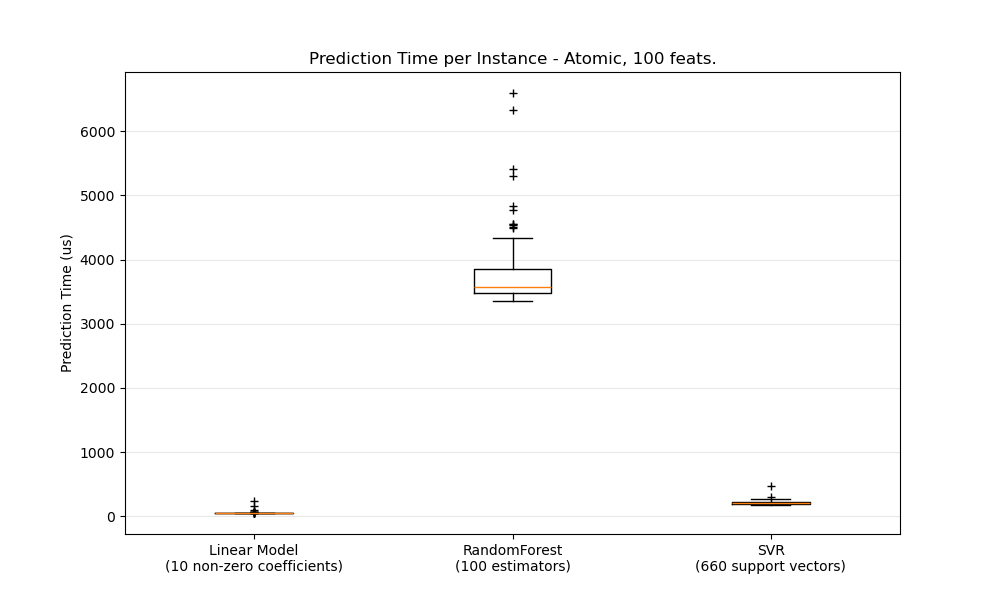 Prediction Time per Instance - Atomic, 100 feats.
Prediction Time (us)
6000
5000
4000
3000
2000
1000
0
Linear Model
(10 non-zero coefficients)
RandomForest
(100 estimators)
SVR
(660 support vectors)